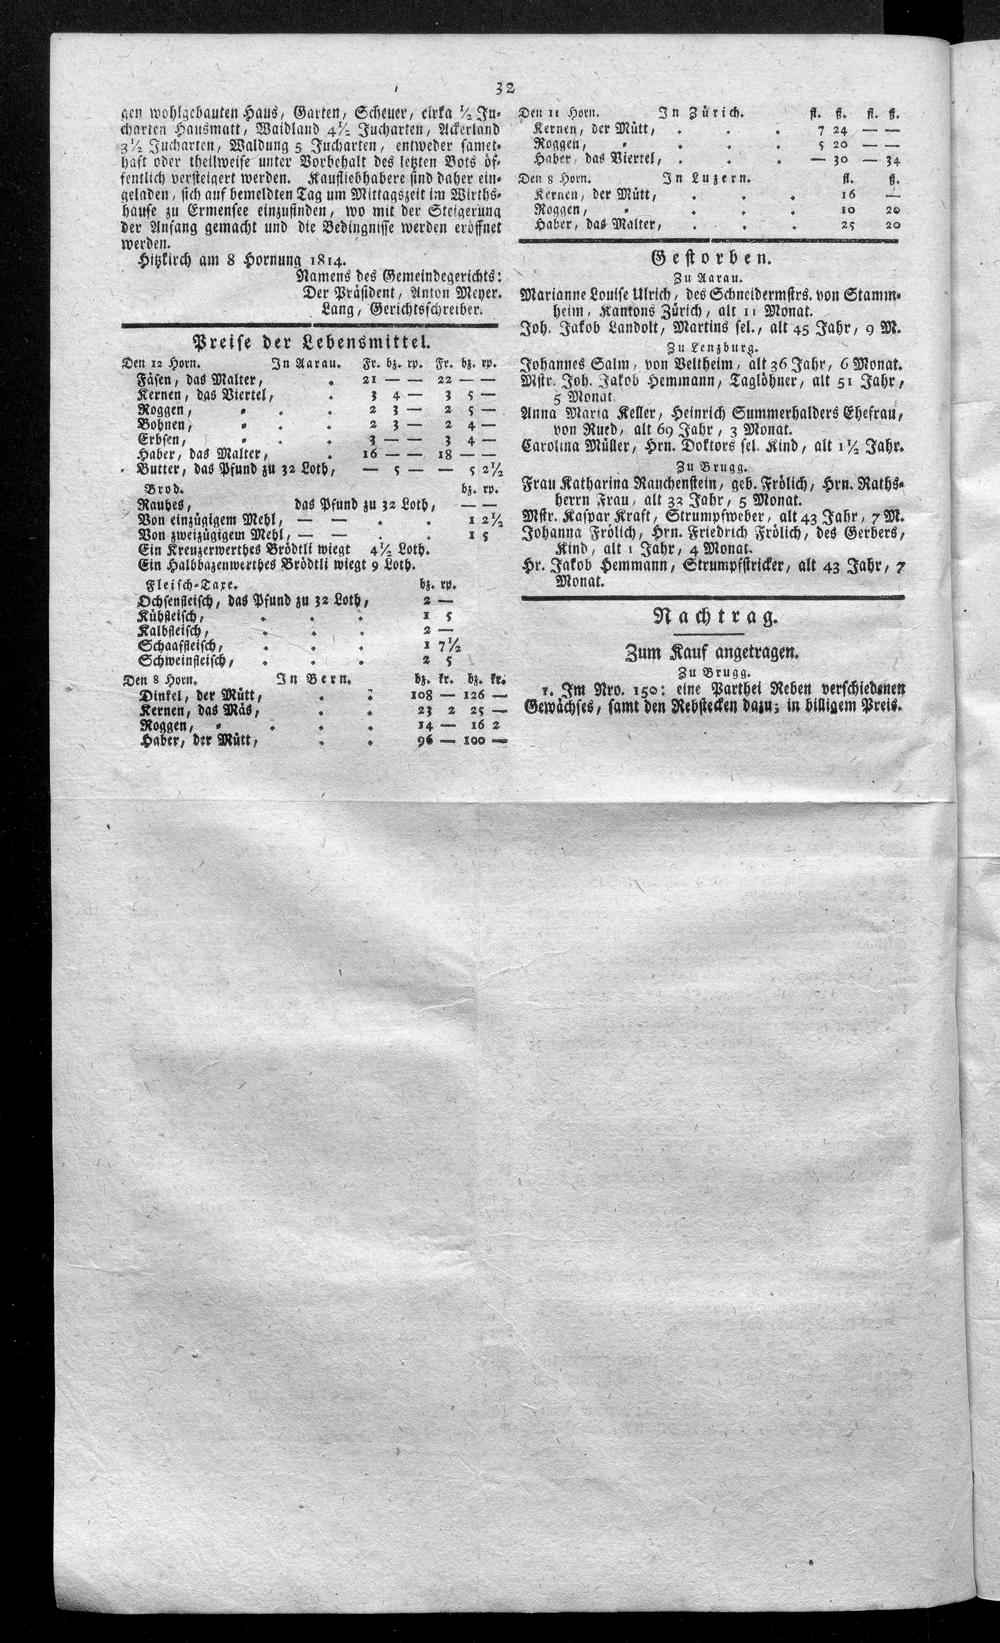 32
gen wohlgebauten Haus, Garten, Scheuer, cirka ½ Ju-
charten Hausmatt, Waidland 4½ Jucharten, Ackerland
3½ Jucharten, Waldung 5 Jucharten, entweder samet-
haft oder theilweise unter Vorbehalt des letzten Bots öf-
fentlich versteigert werden. Kaufliebhabere sind daher ein-
geladen, sich auf bemeldten Tag um Mittagszeit im Wirths-
hause zu Ermensee einzufinden, wo mit der Steigerung
der Anfang gemacht und die Bedingnisse werden eröffnet
werden.
Hitzkirch am 8 Hornung 1814.
Namens des Gemeindegerichts:
Der Präsident, Anton Meyer.
Lang, Gerichtsschreiber.
Preise der Lebensmittel.
Den 12 Horn. In Aarau. Fr. bz. rp. Fr. bz. rp.
Fäsen, das Malter, . 21 — — 22 — —
Kernen, das Viertel, . 3 4 — 3 5 —
Roggen, " . . 2 3 — 2 5 —
Bohnen, " . . 2 3 — 2 4 —
Erbsen, " . . 3 — — 3 4 —
Haber, das Malter, . 16 — — 18 — —
Butter, das Pfund zu 32 Loth, — 5 — — 5 2½
Brod. bz. rp.
Rauhes, das Pfund zu 32 Loth, — —
Von einzügigem Mehl, — — . . 1 2½
Von zweizügigem Mehl, — — . . 1 5
Ein Kreuzerwerthes Brödtli wiegt 4½ Loth.
Ein Halbbazenwerthes Brödtli wiegt 9 Loth.
Fleisch-Taxe. bz. rp.
Ochsenfleisch, das Pfund zu 32 Loth, 2 —
Kühfleisch, . . . 1 5
Kalbfleisch, . . . 2 —
Schaaffleisch, . . . 1 7½
Schweinfleisch, . . . 2 5
Den 8 Horn. In Bern. bz. kr. bz. kr.
Dinkel, der Mütt, . . 108 — 126 —
Kernen, das Mäs, . . 23 2 25 —
Roggen, " . . . 14 — 16 2
Haber, der Mütt, . . 96 — 100 —
Den 11 Horn. In Zürich. fl. ß. fl. ß.
Kernen, der Mütt, . . . 7 24 — —
Roggen, " . . . 5 20 — —
Haber, das Viertel, . . . — 30 — 34
Den 8 Horn. In Luzern. fl. ß.
Kernen, der Mütt, . . . 16 —
Roggen, " . . . 10 20
Haber, das Malter, . . . 25 20
Gestorben.
Zu Aarau.
Marianne Louise Ulrich, des Schneidermstrs. von Stamm-
heim, Kantons Zürich, alt 11 Monat.
Joh. Jakob Landolt, Martins sel., alt 45 Jahr, 9 M.
Zu Lenzburg.
Johannes Salm, von Veltheim, alt 36 Jahr, 6 Monat.
Mstr. Joh. Jakob Hemmann, Taglöhner, alt 51 Jahr,
5 Monat.
Anna Maria Keller, Heinrich Summerhalders Ehefrau,
von Rued, alt 69 Jahr, 3 Monat.
Carolina Müller, Hrn. Doktors sel. Kind, alt 1½ Jahr.
Zu Brugg.
Frau Katharina Rauchenstein, geb. Frölich, Hrn. Raths-
herrn Frau, alt 33 Jahr, 5 Monat.
Mstr. Kaspar Kraft, Strumpfweber, alt 43 Jahr, 7 M.
Johanna Frölich, Hrn. Friedrich Frölich, des Gerbers,
Kind, alt 1 Jahr, 4 Monat.
Hr. Jakob Hemmann, Strumpfstricker, alt 43 Jahr, 7
Monat.
Nachtrag.
Zum Kauf angetragen.
Zu Brugg.
1. Im Nro. 150: eine Parthei Reben verschiedenen
Gewächses, samt den Rebstecken dazu; in billigem Preis.